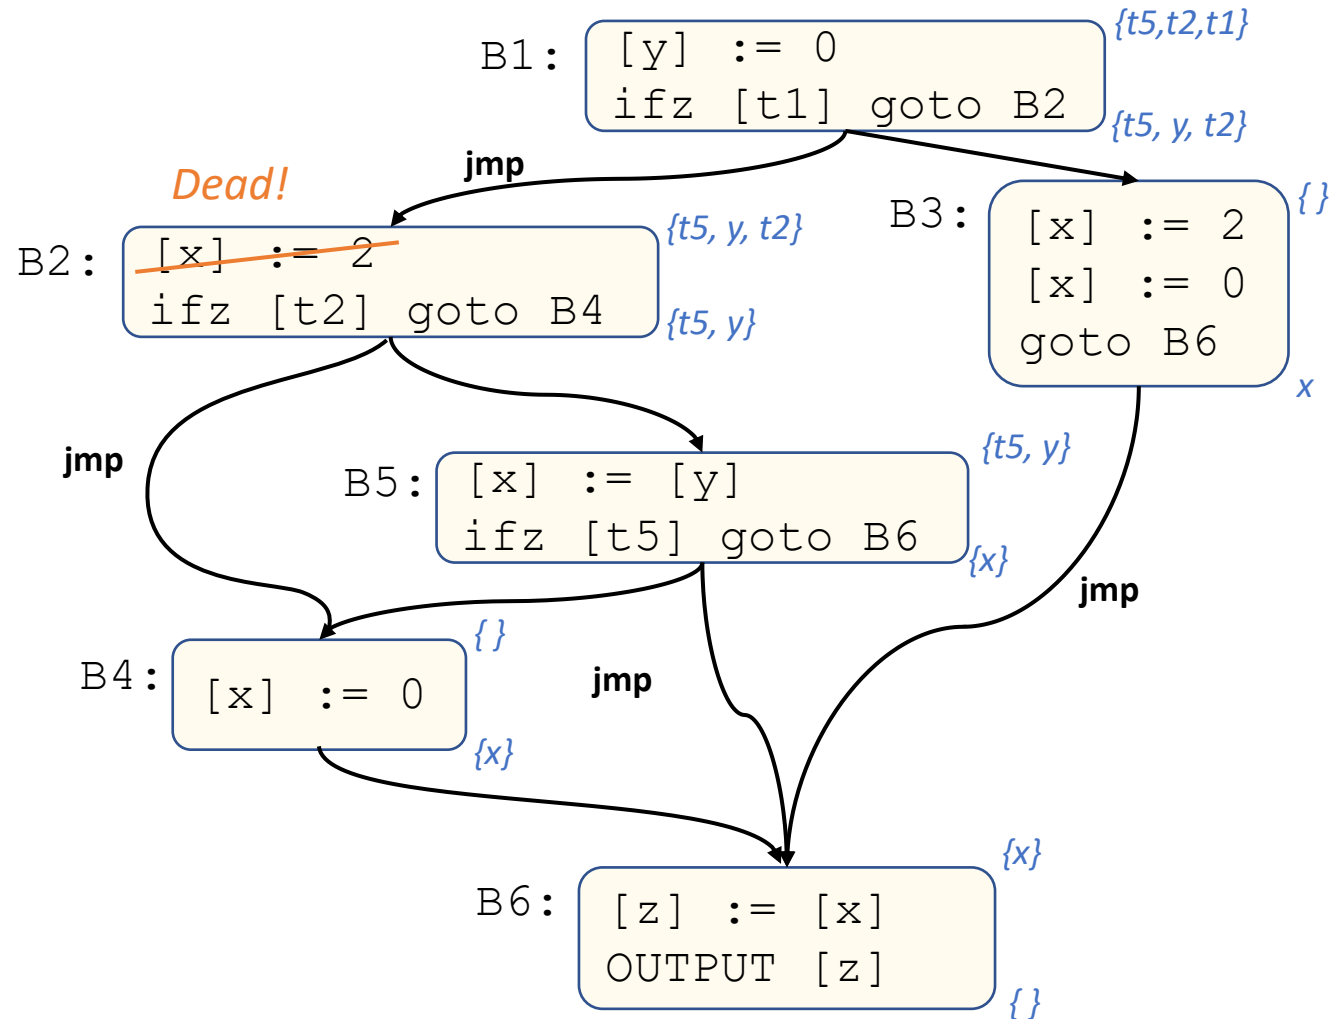 {t5,t2,t1}
B1:
[y] := 0
ifz [t1] goto B2
{t5, y, t2}
jmp
Dead!
B2:
[x] := 2
ifz [t2] goto B4
{t5, y, t2}
{t5, y}
B3:
[x] := 2
[x] := 0
goto B6
{ }
x
jmp
B5:
[x] := [y]
ifz [t5] goto B6
{t5, y}
{x}
jmp
B4:
[x] := 0
{ }
{x}
jmp
B6:
[z] := [x]
OUTPUT [z]
{x}
{ }